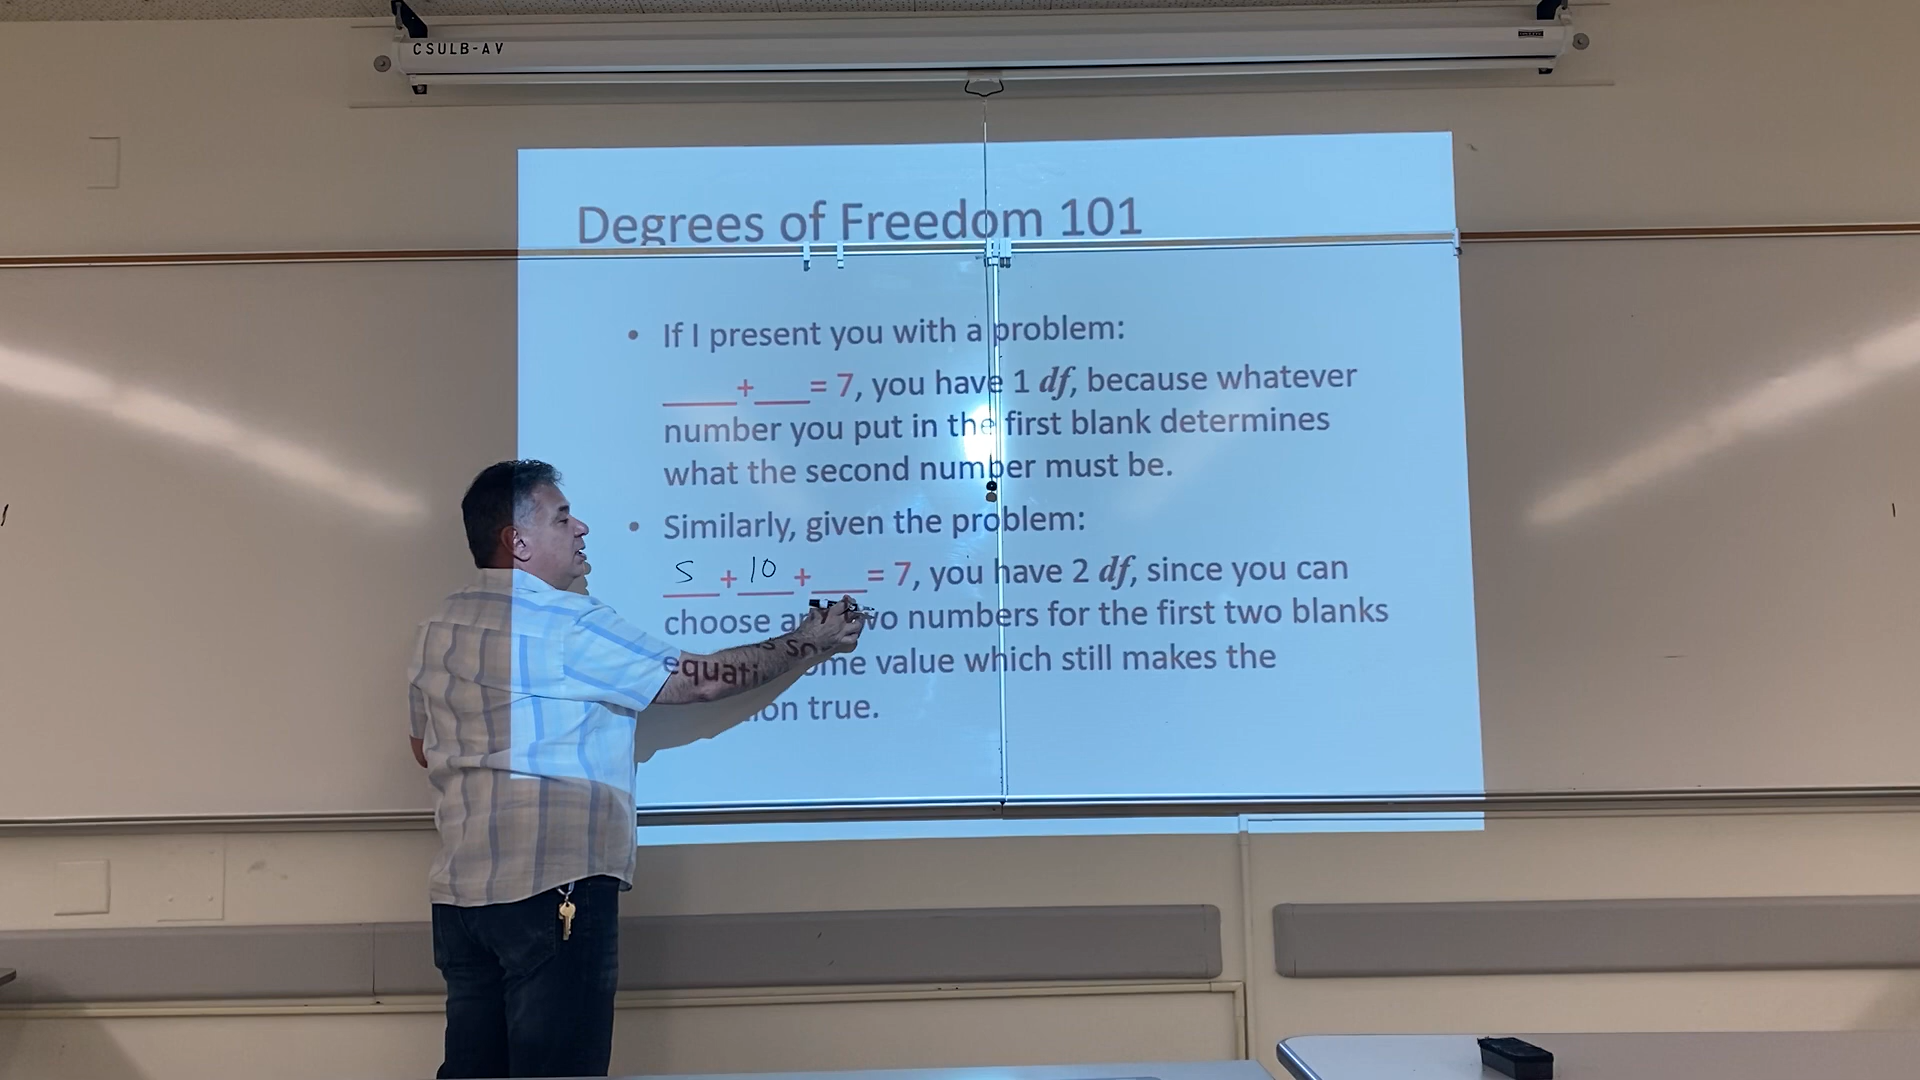 CSULB-AV
Degrees of Freedom 101
• If I present you with a problem:
____+___= 7, you have 1 df, because whatever
number you put in the first blank determines
what the second number must be.
• Similarly, given the problem:
5 + 10 + ___= 7, you have 2 df, since you can
choose any two numbers for the first two blanks
some value which still makes the
equation true.